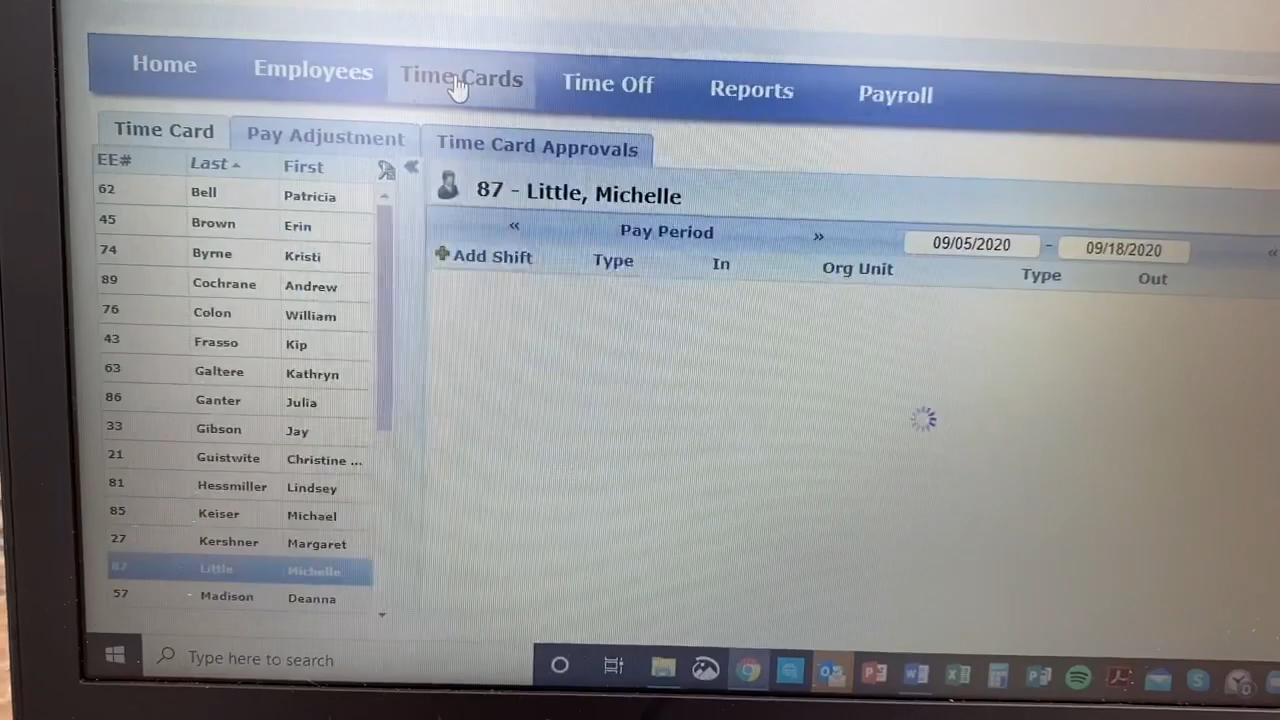 Home Employees Time Cards Time Off Reports Payroll
Time Card Pay Adjustment Time Card Approvals
EE# Last First
62 Bell Patricia
45 Brown Erin
74 Byrne Kristi
89 Cochrane Andrew
76 Colon William
43 Frasso Kip
63 Galtere Kathryn
86 Ganter Julia
33 Gibson Jay
21 Guistwite Christine ...
81 Hessmiller Lindsey
85 Keiser Michael
27 Kershner Margaret
87 Little Michelle
57 Madison Deanna
87 - Little, Michelle
« Pay Period » 09/05/2020 - 09/18/2020 «
Add Shift Type In Org Unit Type Out
Type here to search